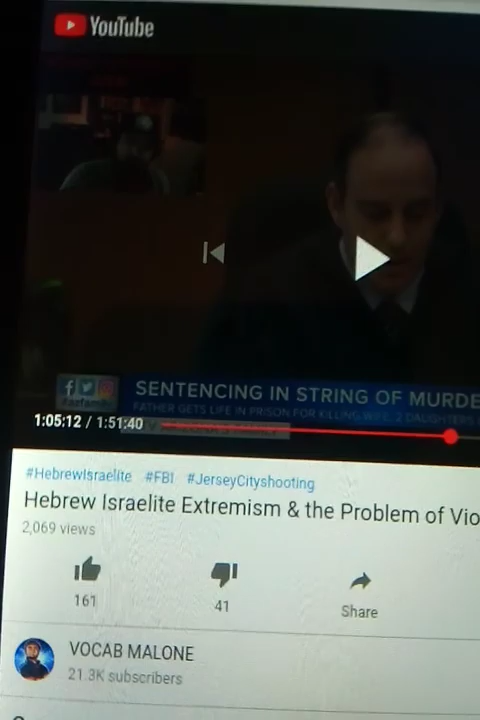 YouTube
SENTENCING IN STRING OF MURDE
FATHER GETS LIFE IN PRISON FOR KILLING WIFE, 2 DAUGHTERS
1:05:12 / 1:51:40
#HebrewIsraelite #FBI #JerseyCityshooting
Hebrew Israelite Extremism & the Problem of Vio
2,069 views
161
41
Share
VOCAB MALONE
21.3K subscribers